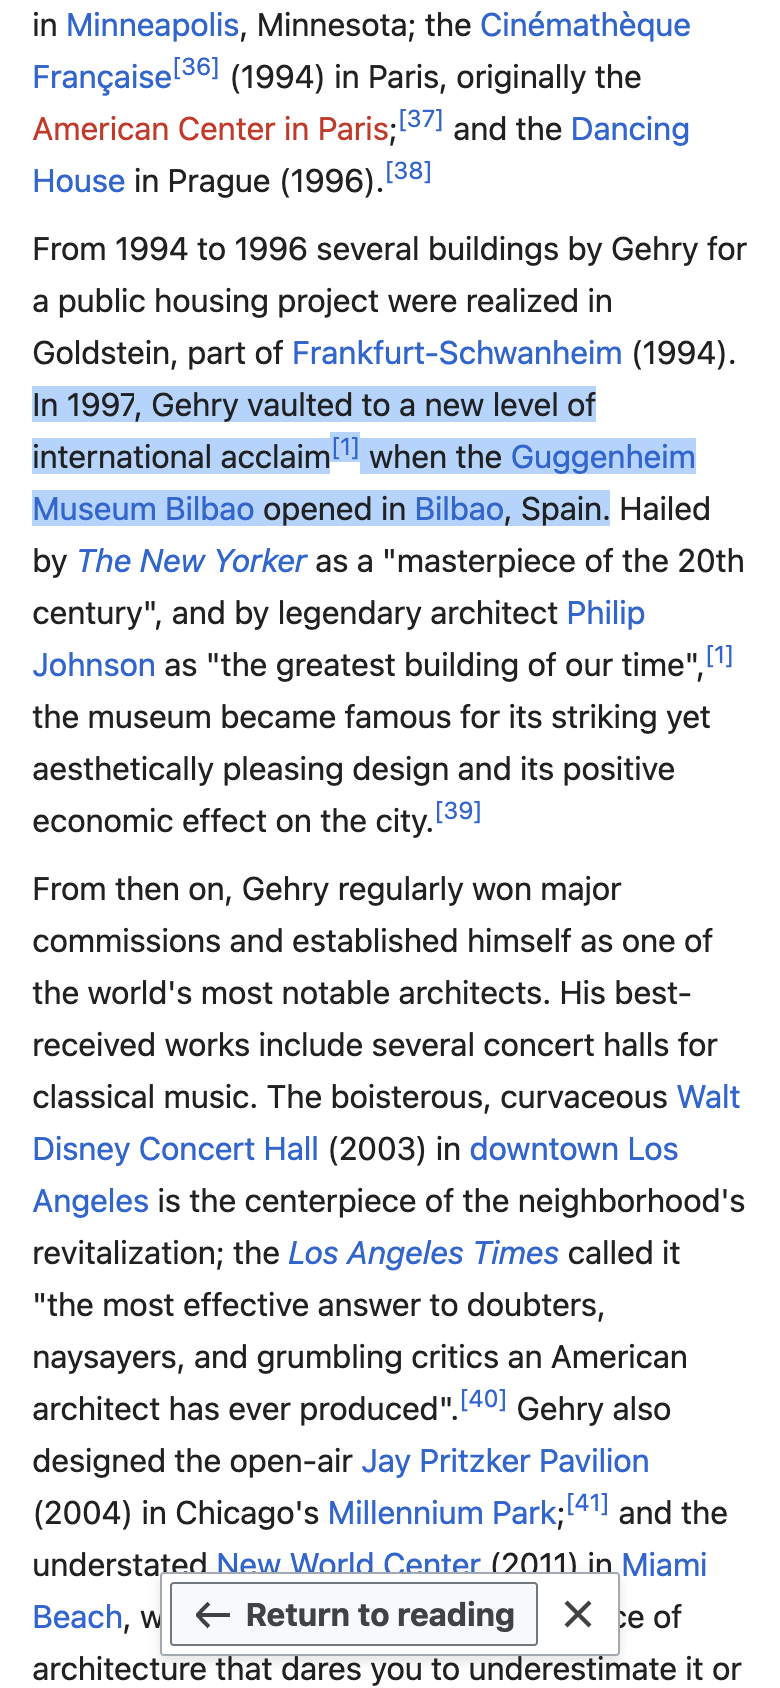 in Minneapolis, Minnesota; the Cinémathèque
Française[36] (1994) in Paris, originally the
American Center in Paris;[37] and the Dancing
House in Prague (1996).[38]
From 1994 to 1996 several buildings by Gehry for
a public housing project were realized in
Goldstein, part of Frankfurt-Schwanheim (1994).
In 1997, Gehry vaulted to a new level of
international acclaim[1] when the Guggenheim
Museum Bilbao opened in Bilbao, Spain. Hailed
by The New Yorker as a "masterpiece of the 20th
century", and by legendary architect Philip
Johnson as "the greatest building of our time",[1]
the museum became famous for its striking yet
aesthetically pleasing design and its positive
economic effect on the city.[39]
From then on, Gehry regularly won major
commissions and established himself as one of
the world's most notable architects. His best-
received works include several concert halls for
classical music. The boisterous, curvaceous Walt
Disney Concert Hall (2003) in downtown Los
Angeles is the centerpiece of the neighborhood's
revitalization; the Los Angeles Times called it
"the most effective answer to doubters,
naysayers, and grumbling critics an American
architect has ever produced".[40] Gehry also
designed the open-air Jay Pritzker Pavilion
(2004) in Chicago's Millennium Park;[41] and the
understated New World Center (2011) in Miami
Beach, of
← Return to reading ×
architecture that dares you to underestimate it or